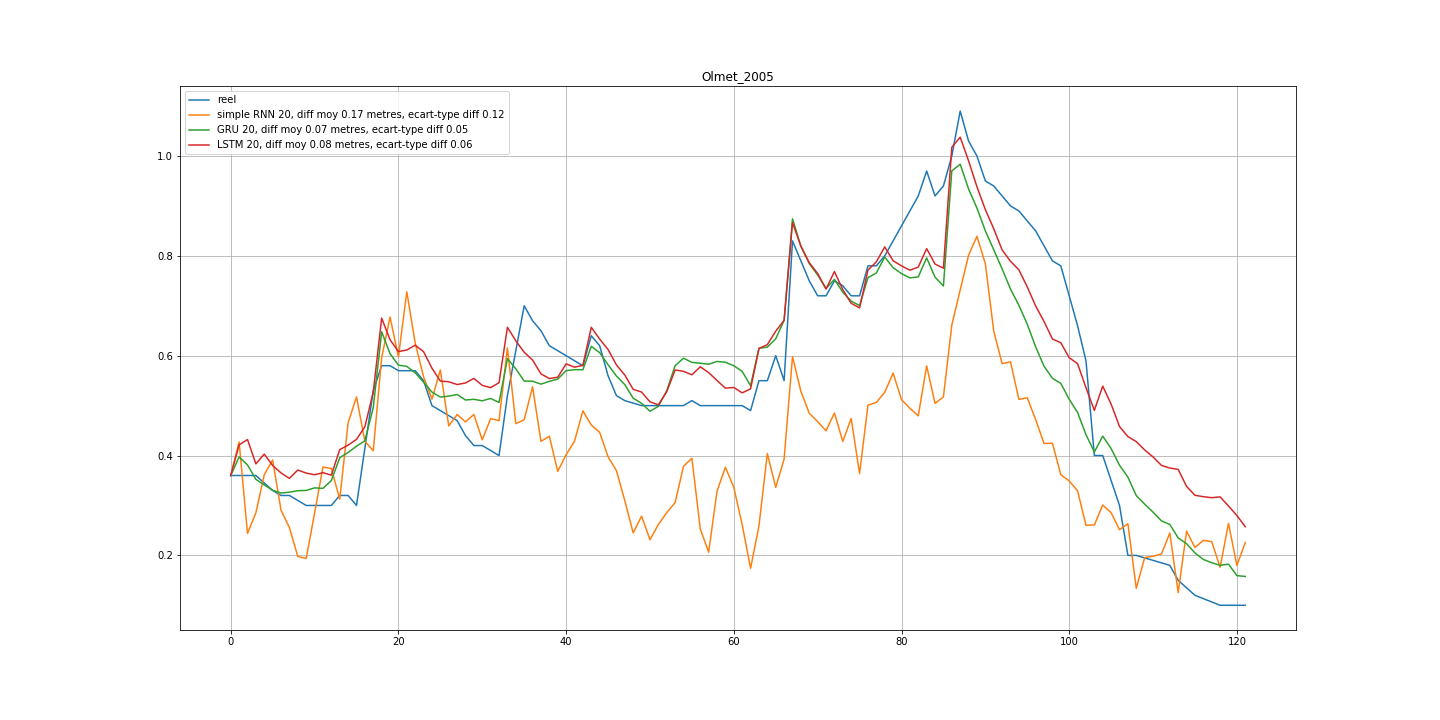 Olmet_2005
reel
simple RNN 20, diff moy 0.17 metres, ecart-type diff 0.12
GRU 20, diff moy 0.07 metres, ecart-type diff 0.05
LSTM 20, diff moy 0.08 metres, ecart-type diff 0.06
1.0
0.8
0.6
0.4
0.2
0 20 40 60 80 100 120